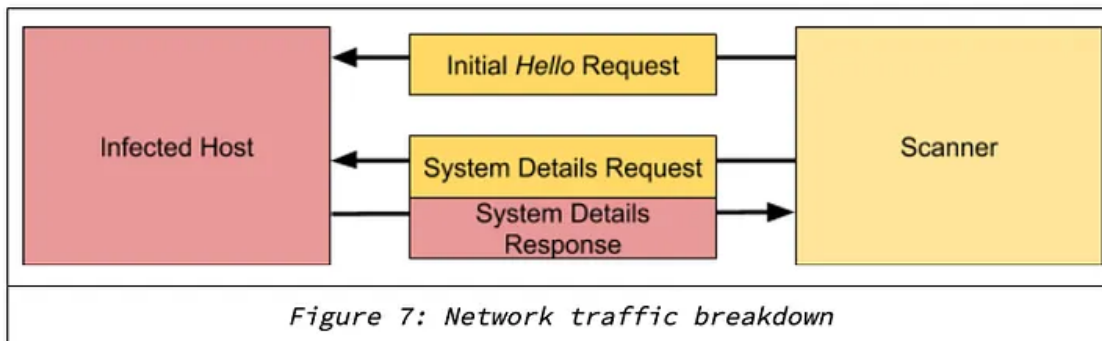 Initial Hello Request
Infected Host
Scanner
System Details Request
System Details
Response
Figure 7: Network traffic breakdown